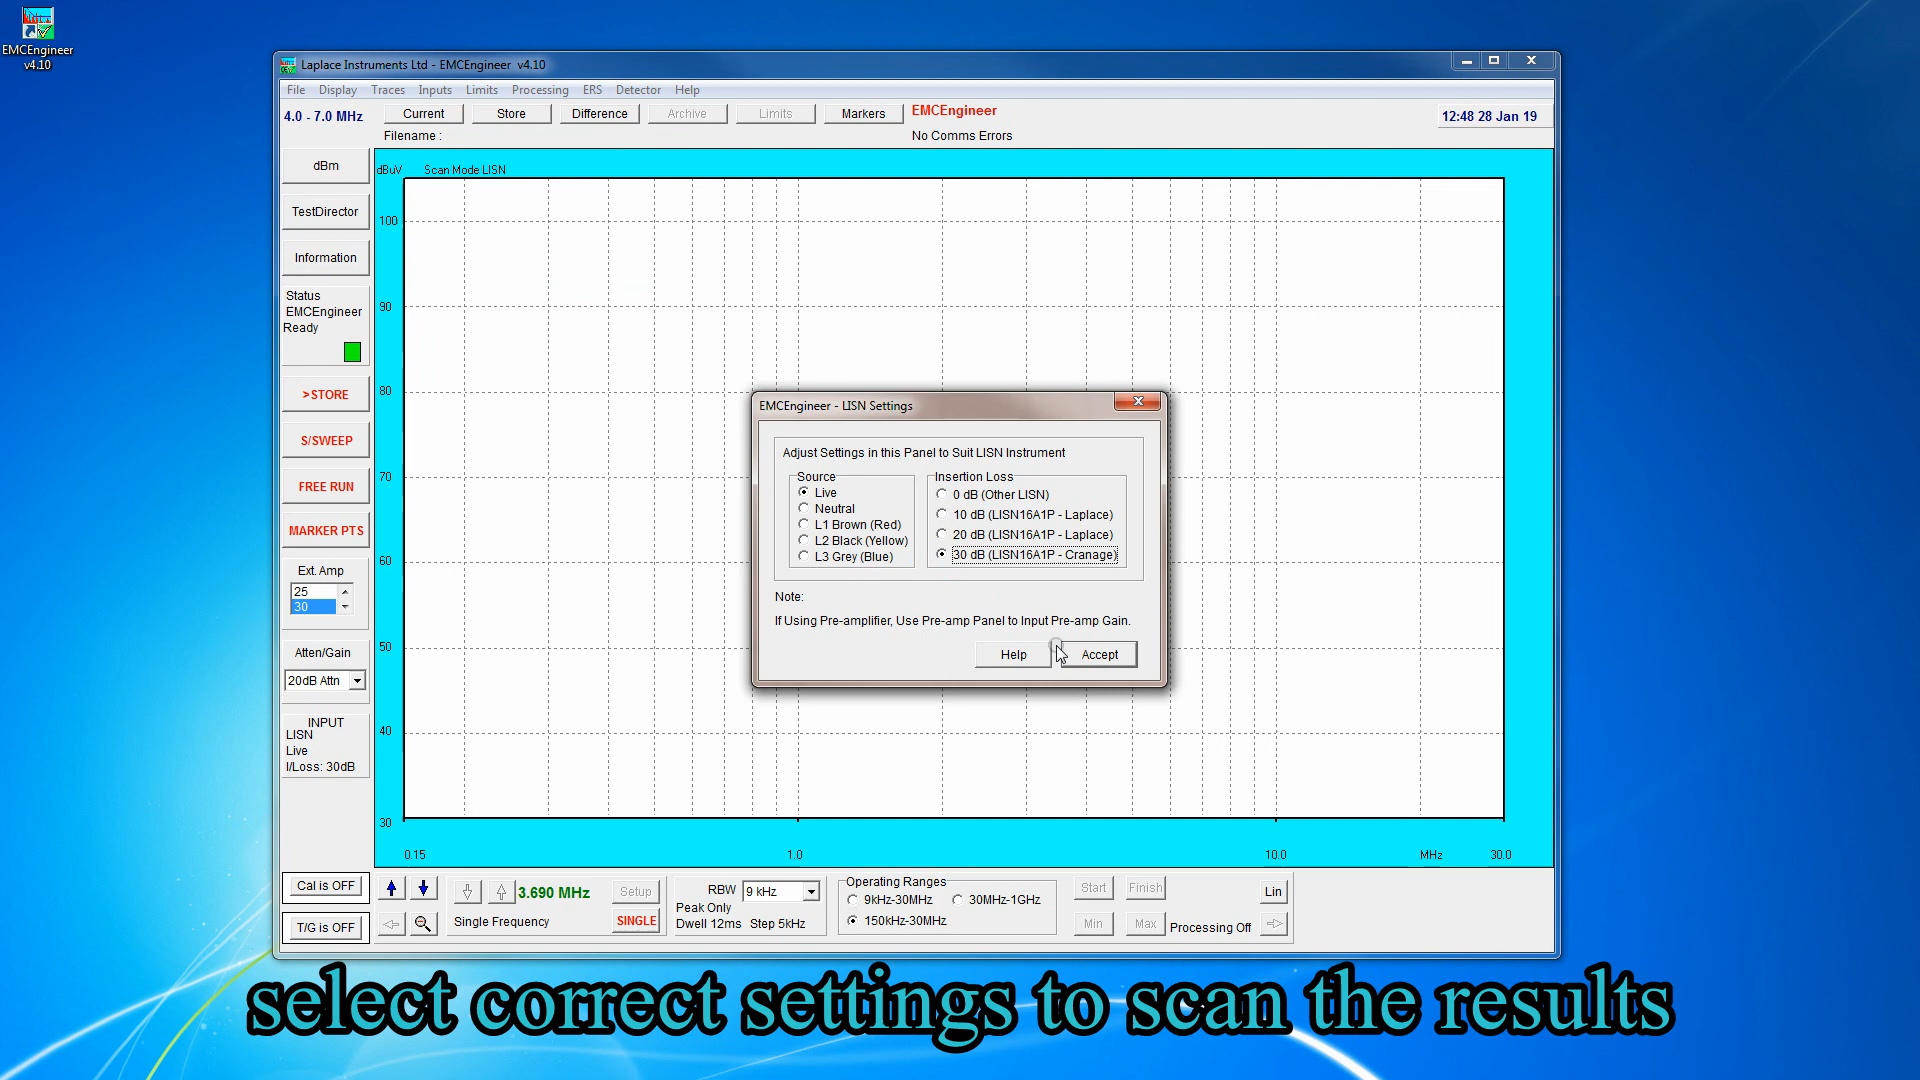 EMCEngineer
v4.10
Laplace Instruments Ltd - EMCEngineer v4.10
File Display Traces Inputs Limits Processing ERS Detector Help
4.0 - 7.0 MHz
Current Store Difference Archive Limits Markers
EMCEngineer
12:48 28 Jan 19
Filename :
No Comms Errors
dBm
TestDirector
Information
Status
EMCEngineer
Ready
>STORE
S/SWEEP
FREE RUN
MARKER PTS
Ext. Amp
25
30
Atten/Gain
20dB Attn
INPUT
LISN
Live
I/Loss: 30dB
Cal is OFF
T/G is OFF
dBuV Scan Mode LISN
100
90
80
70
60
50
40
30
0.15 1.0 10.0 MHz 30.0
EMCEngineer - LISN Settings
Adjust Settings in this Panel to Suit LISN Instrument
Source
Live
Neutral
L1 Brown (Red)
L2 Black (Yellow)
L3 Grey (Blue)
Insertion Loss
0 dB (Other LISN)
10 dB (LISN16A1P - Laplace)
20 dB (LISN16A1P - Laplace)
30 dB (LISN16A1P - Cranage)
Note:
If Using Pre-amplifier, Use Pre-amp Panel to Input Pre-amp Gain.
Help Accept
3.690 MHz Setup
Single Frequency SINGLE
RBW 9 kHz
Peak Only
Dwell 12ms Step 5kHz
Operating Ranges
9kHz-30MHz 30MHz-1GHz
150kHz-30MHz
Start Finish Lin
Min Max Processing Off
select correct settings to scan the results